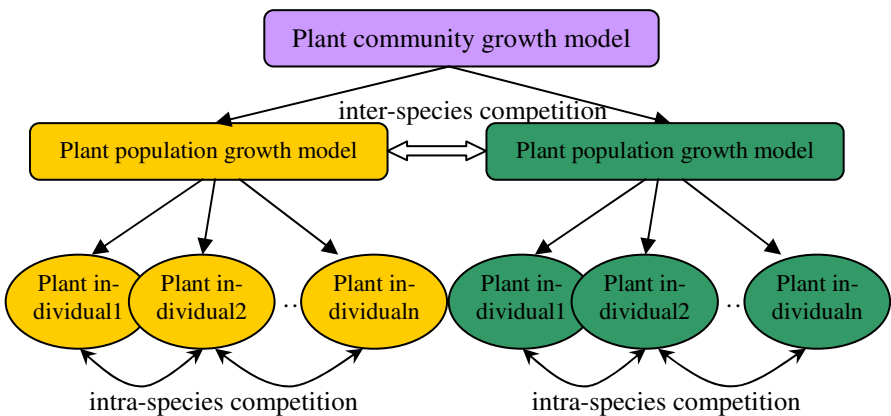 Plant community growth model
inter-species competition
Plant population growth model
Plant population growth model
Plant in-
dividual1
Plant in-
dividual2
..
Plant in-
dividualn
Plant in-
dividual1
Plant in-
dividual2
..
Plant in-
dividualn
intra-species competition
intra-species competition